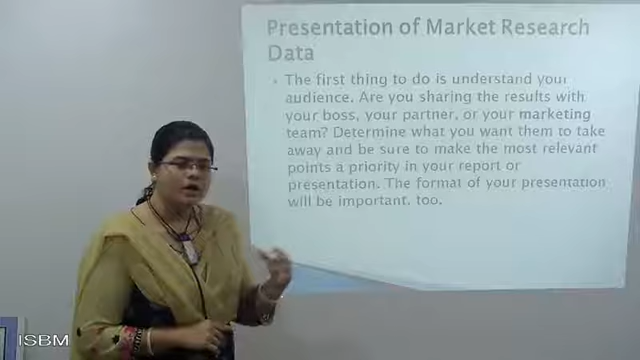 Presentation of Market Research
Data
The first thing to do is understand your
audience. Are you sharing the results with
your boss, your partner, or your marketing
team? Determine what you want them to take
away and be sure to make the most relevant
points a priority in your report or
presentation. The format of your presentation
will be important, too.
ISBM